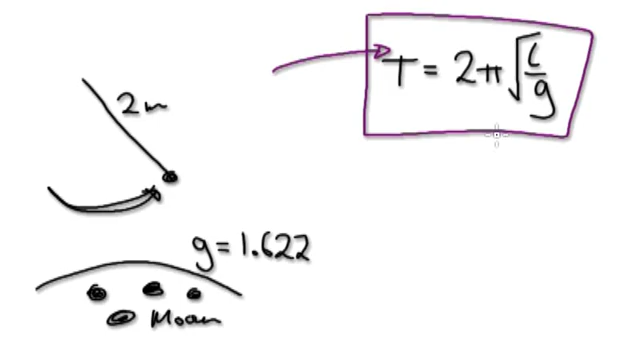 T = 2π√(l/g)
2m
g = 1.622
Moon